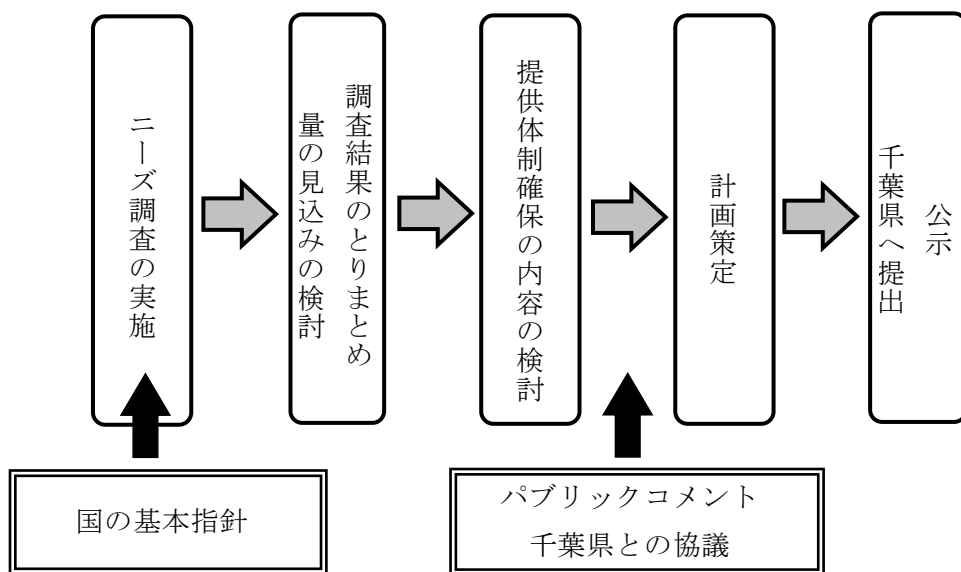 ニーズ調査の実施
調査結果のとりまとめ
量の見込みの検討
提供体制確保の内容の検討
計画策定
公示
千葉県へ提出
国の基本指針
パブリックコメント
千葉県との協議